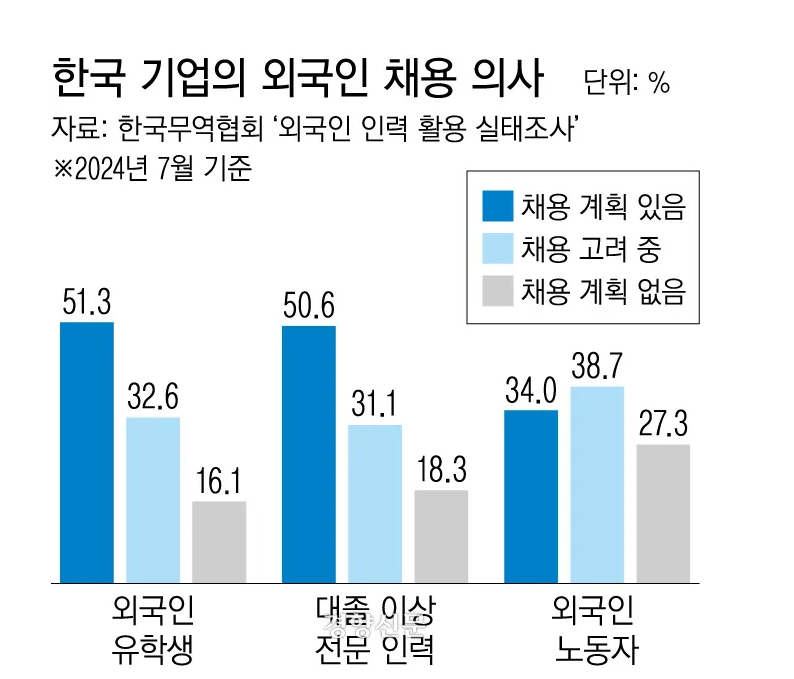 한국 기업의 외국인 채용 의사 단위: %
자료: 한국무역협회 ‘외국인 인력 활용 실태조사’
※2024년 7월 기준
채용 계획 있음
채용 고려 중
채용 계획 없음
51.3 32.6 16.1
50.6 31.1 18.3
34.0 38.7 27.3
외국인
유학생
대졸 이상
전문 인력
외국인
노동자
경향신문